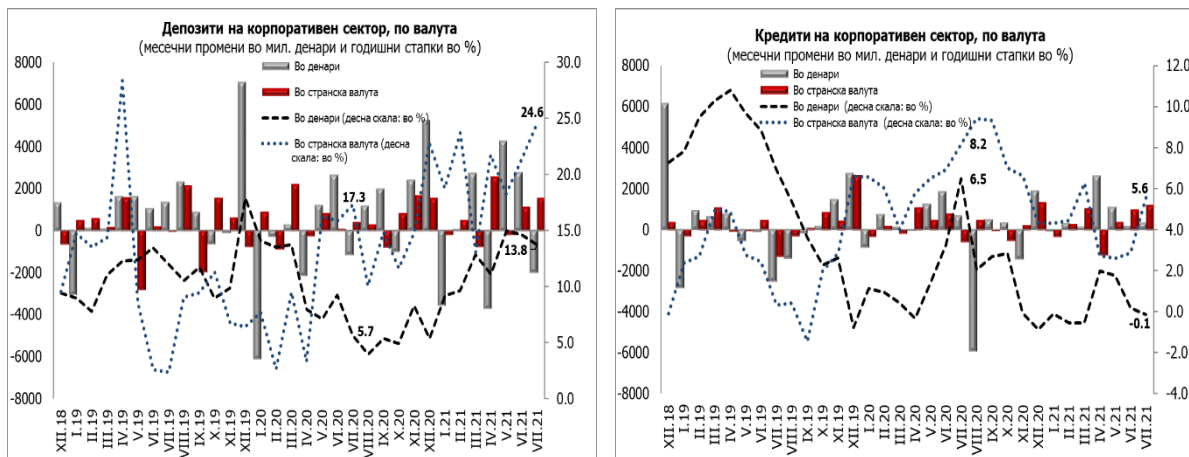 Депозити на корпоративен сектор, по валута
(месечни промени во мил. денари и годишни стапки во %)
8000
6000
4000
2000
0
-2000
-4000
-6000
-8000
30.0
25.0
20.0
15.0
10.0
5.0
0.0
Во денари
Во странска валута
Во денари (десна скала: во %)
Во странска валута (десна
скала: во %)
24.6
17.3
13.8
5.7
XII.18
I.19
II.19
III.19
IV.19
V.19
VI.19
VII.19
VIII.19
IX.19
X.19
XI.19
XII.19
I.20
II.20
III.20
IV.20
V.20
VI.20
VII.20
VIII.20
IX.20
X.20
XI.20
XII.20
I.21
II.21
III.21
IV.21
V.21
VI.21
VII.21
Кредити на корпоративен сектор, по валута
(месечни промени во мил. денари и годишни стапки во %)
8000
6000
4000
2000
0
-2000
-4000
-6000
-8000
12.0
10.0
8.0
6.0
4.0
2.0
0.0
-2.0
-4.0
Во денари
Во странска валута
Во денари (десна скала: во %)
Во странска валута (десна скала: во %)
8.2
6.5
5.6
-0.1
XII.18
I.19
II.19
III.19
IV.19
V.19
VI.19
VII.19
VIII.19
IX.19
X.19
XI.19
XII.19
I.20
II.20
III.20
IV.20
V.20
VI.20
VII.20
VIII.20
IX.20
X.20
XI.20
XII.20
I.21
II.21
III.21
IV.21
V.21
VI.21
VII.21